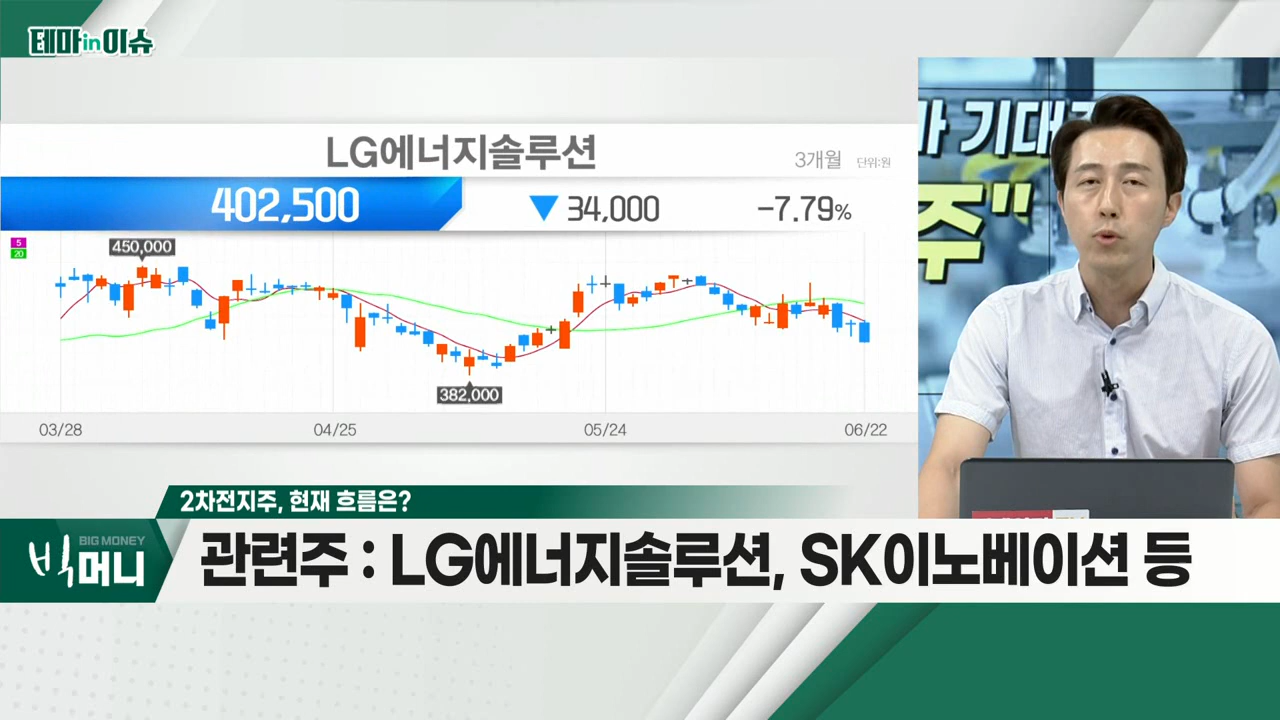 테마in이슈
LG에너지솔루션
3개월 단위:원
402,500 ▼34,000 -7.79%
5
20
450,000
382,000
03/28 04/25 05/24 06/22
기대
주"
2차전지주, 현재 흐름은?
BIG MONEY
빅머니
관련주 : LG에너지솔루션, SK이노베이션 등